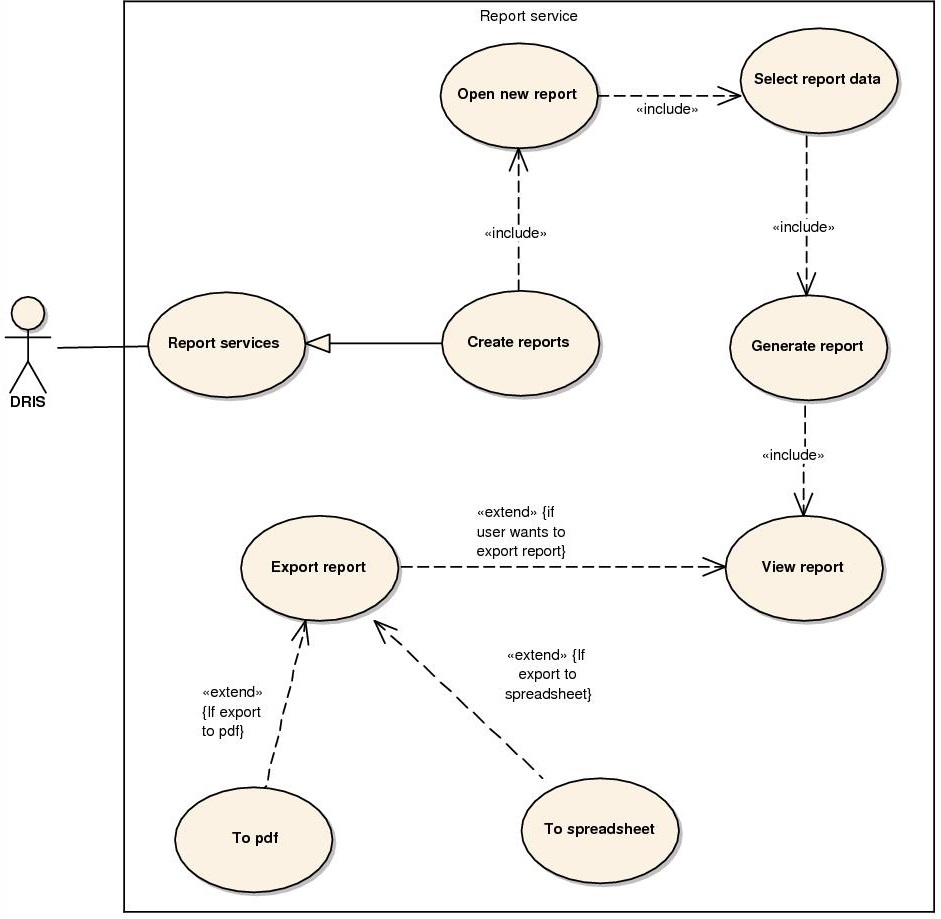 Report service
Open new report
Select report data
«include»
«include»
«include»
Report services
Create reports
Generate report
DRIS
«include»
«extend» {if
user wants to
export report}
Export report
View report
«extend» {If
export to
spreadsheet}
«extend»
{If export
to pdf}
To pdf
To spreadsheet